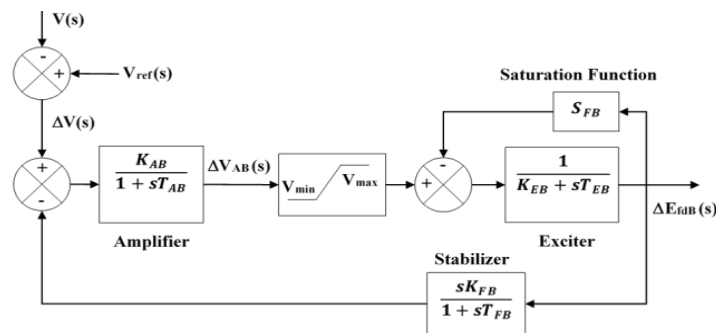 V(s)
-
+
V_ref(s)
Saturation Function
S_FB
ΔV(s)
+
-
K_AB
1 + sT_AB
Amplifier
ΔV_AB(s)
V_min
V_max
-
+
1
K_EB + sT_EB
Exciter
ΔE_fdB(s)
Stabilizer
sK_FB
1 + sT_FB